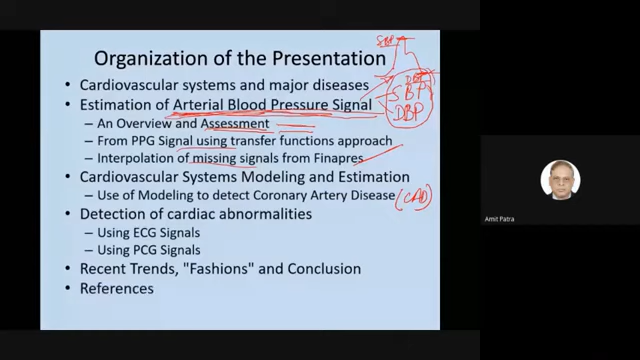 Organization of the Presentation
SBP
• Cardiovascular systems and major diseases
DBP
• Estimation of Arterial Blood Pressure Signal
SBP
– An Overview and Assessment
DBP
– From PPG Signal using transfer functions approach
– Interpolation of missing signals from Finapres
• Cardiovascular Systems Modeling and Estimation
– Use of Modeling to detect Coronary Artery Disease (CAD)
• Detection of cardiac abnormalities
– Using ECG Signals
– Using PCG Signals
• Recent Trends, "Fashions" and Conclusion
• References
Amit Patra